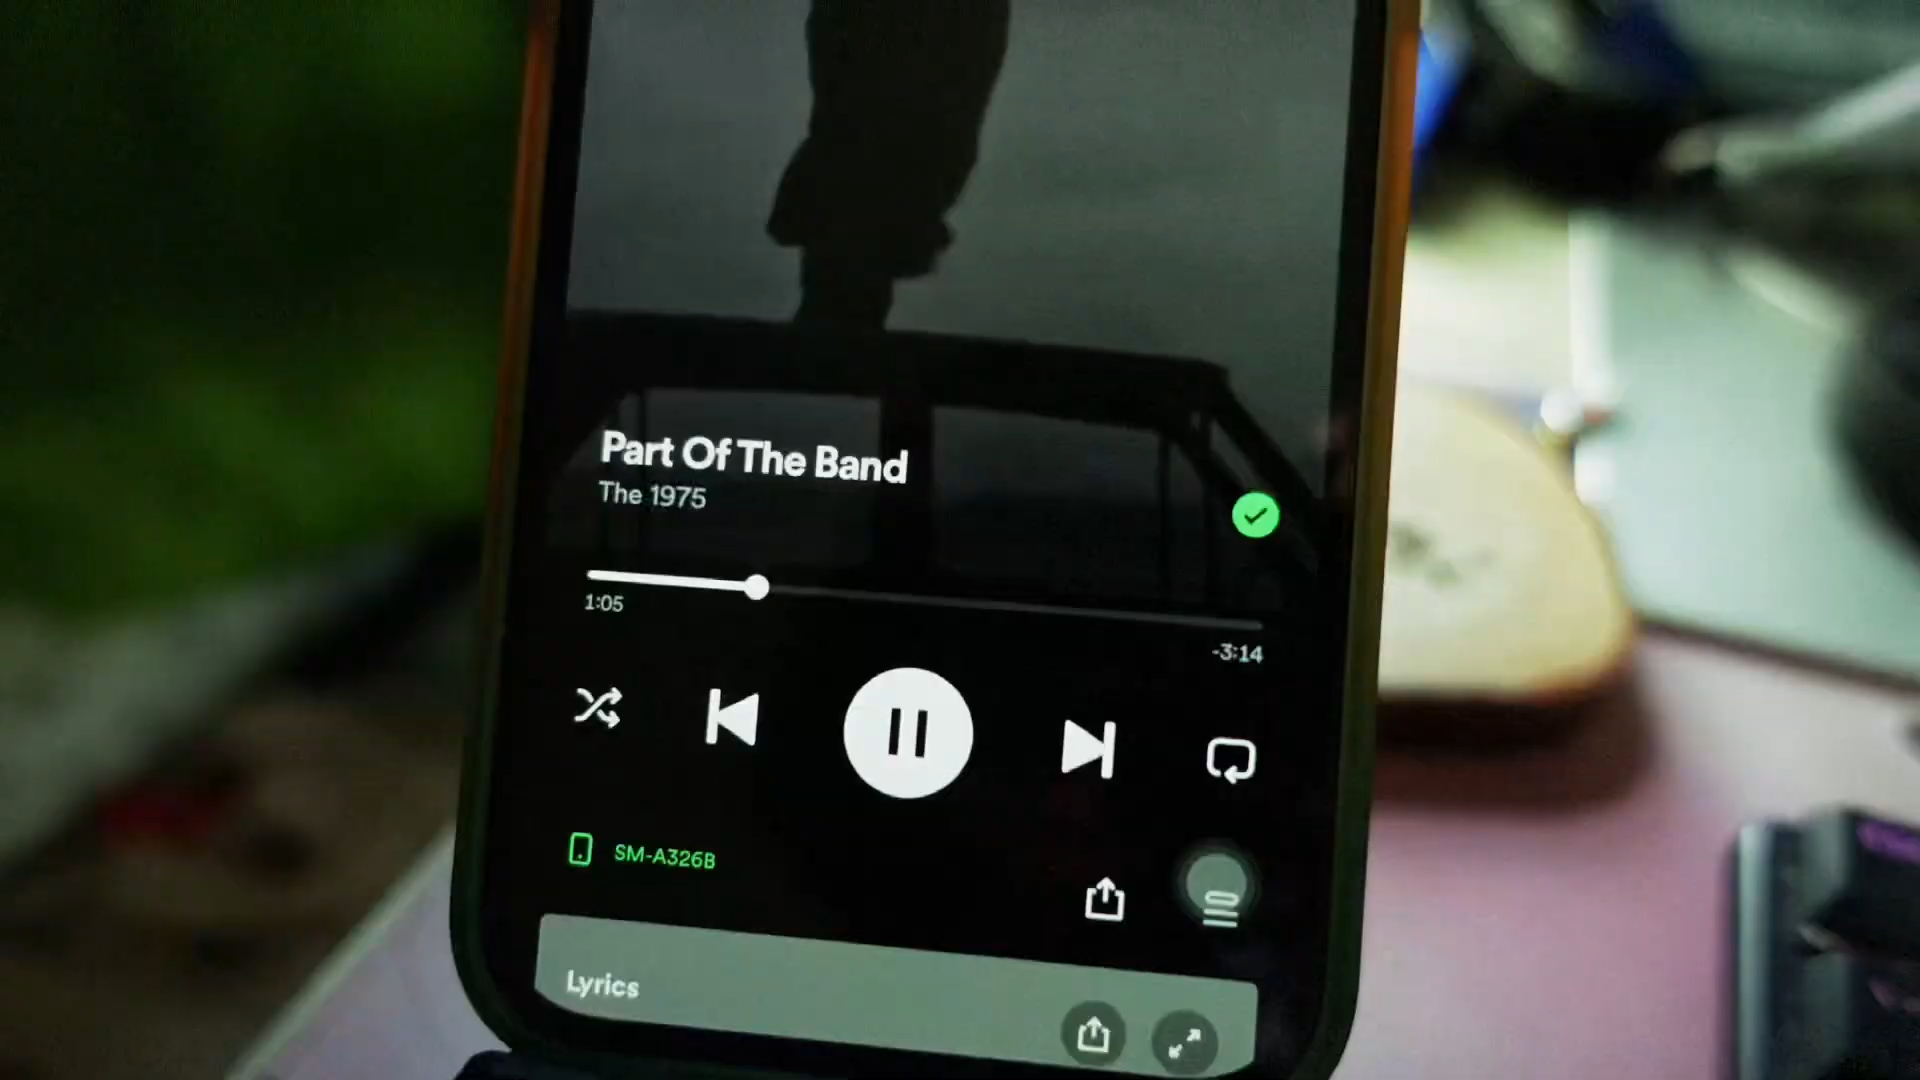 Part Of The Band
The 1975
1:05
-3:14
SM-A326B
Lyrics